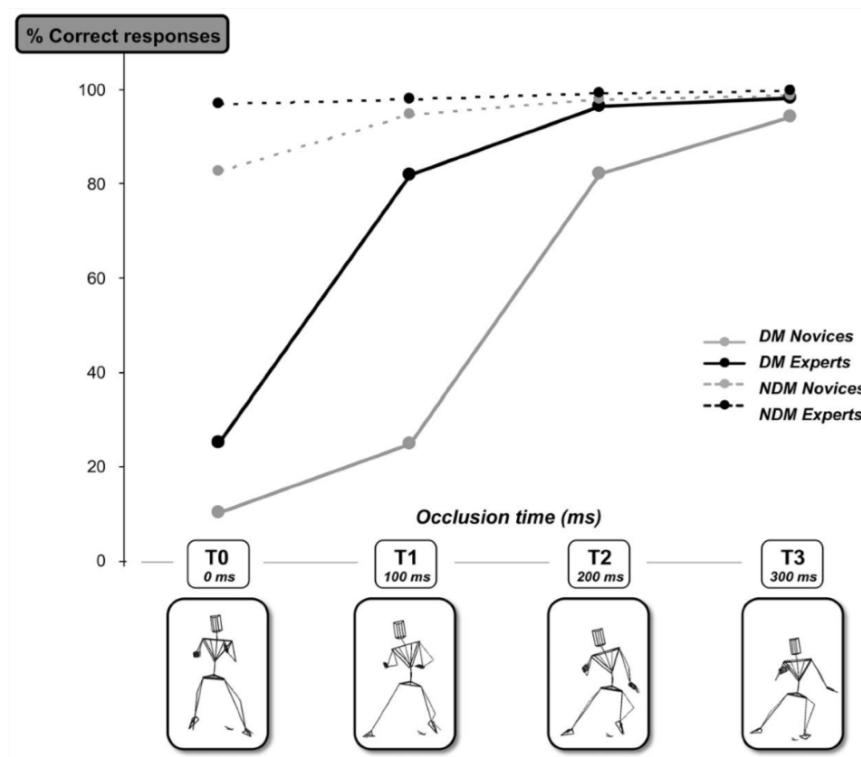 % Correct responses
100
80
60
40
20
0
DM Novices
DM Experts
NDM Novices
NDM Experts
Occlusion time (ms)
T0
0 ms
T1
100 ms
T2
200 ms
T3
300 ms